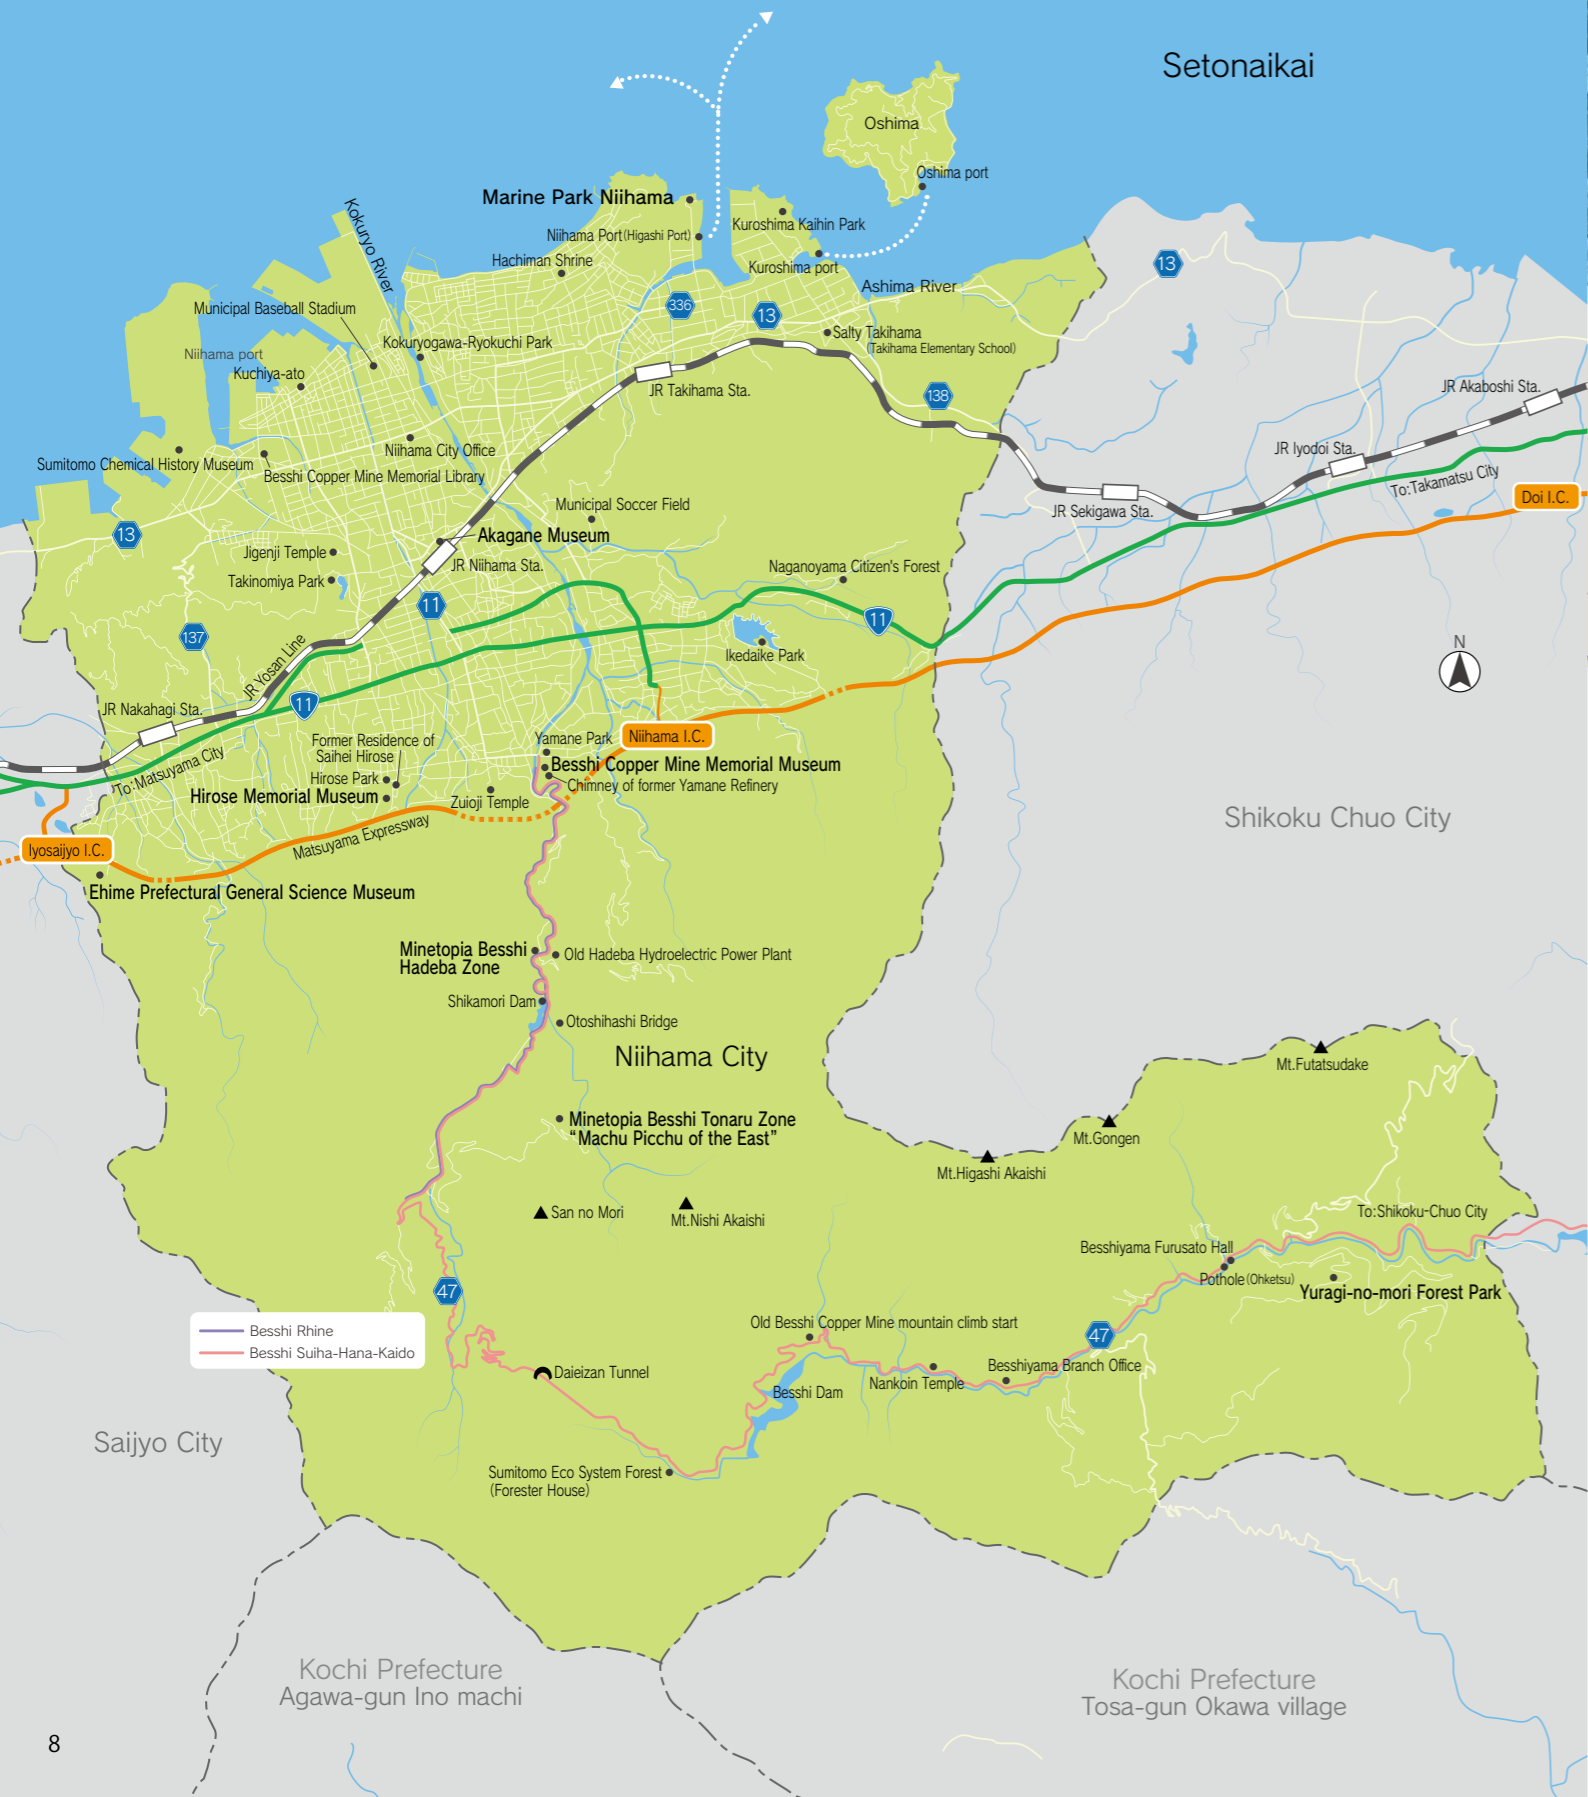 Setonaikai
Oshima
Oshima port
Marine Park Niihama
Kokuryo River
Kuroshima Kaihin Park
Niihama Port(Higashi Port)
Hachiman Shrine
Kuroshima port
13
Ashima River
336
13
Municipal Baseball Stadium
Salty Takihama
(Takihama Elementary School)
Kokuryogawa-Ryokuchi Park
Niihama port
Kuchiya-ato
JR Takihama Sta.
138
JR Akaboshi Sta.
Niihama City Office
JR Iyodoi Sta.
Sumitomo Chemical History Museum
Besshi Copper Mine Memorial Library
To:Takamatsu City
Doi I.C.
Municipal Soccer Field
JR Sekigawa Sta.
13
Akagane Museum
Jigenji Temple
JR Niihama Sta.
Naganoyama Citizen's Forest
Takinomiya Park
11
11
137
N
JR Yosan Line
Ikedaike Park
11
JR Nakahagi Sta.
Niihama I.C.
Former Residence of
Saihei Hirose
Yamane Park
To:Matsuyama City
Besshi Copper Mine Memorial Museum
Hirose Park
Chimney of former Yamane Refinery
Hirose Memorial Museum
Zuioji Temple
Shikoku Chuo City
Matsuyama Expressway
Iyosaijyo I.C.
Ehime Prefectural General Science Museum
Minetopia Besshi
Hadeba Zone
Old Hadeba Hydroelectric Power Plant
Shikamori Dam
Otoshihashi Bridge
Niihama City
Mt.Futatsudake
Minetopia Besshi Tonaru Zone
“Machu Picchu of the East”
Mt.Gongen
Mt.Higashi Akaishi
San no Mori
Mt.Nishi Akaishi
To:Shikoku-Chuo City
Besshiyama Furusato Hall
Pothole(Ohketsu)
47
Yuragi-no-mori Forest Park
Besshi Rhine
Besshi Suiha-Hana-Kaido
Old Besshi Copper Mine mountain climb start
47
Daieizan Tunnel
Besshiyama Branch Office
Nankoin Temple
Besshi Dam
Saijyo City
Sumitomo Eco System Forest
(Forester House)
Kochi Prefecture
Agawa-gun Ino machi
Kochi Prefecture
Tosa-gun Okawa village
8